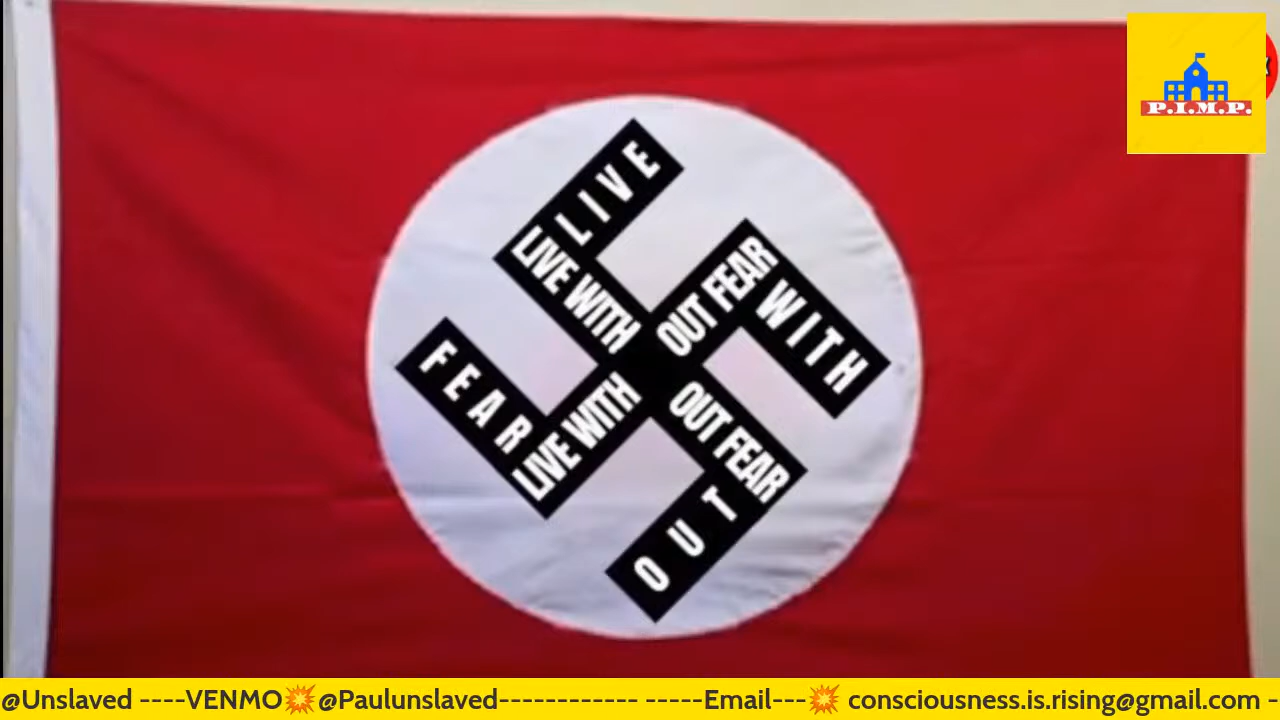 P.I.M.P.
LIVE
LIVE WITH
OUT FEAR
WITH
FEAR
LIVE WITH
OUT FEAR
OUT
@Unslaved ----VENMO💥@Paulunslaved------------ -----Email---💥 consciousness.is.rising@gmail.com -